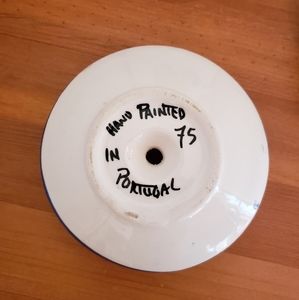 HAND PAINTED
75
IN
PORTUGAL